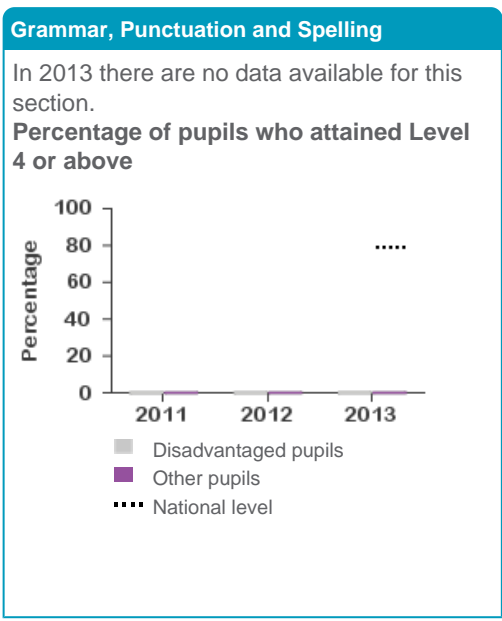 Grammar, Punctuation and Spelling
In 2013 there are no data available for this
section.
Percentage of pupils who attained Level
4 or above
100
80
60
40
20
0
Percentage
2011 2012 2013
Disadvantaged pupils
Other pupils
National level